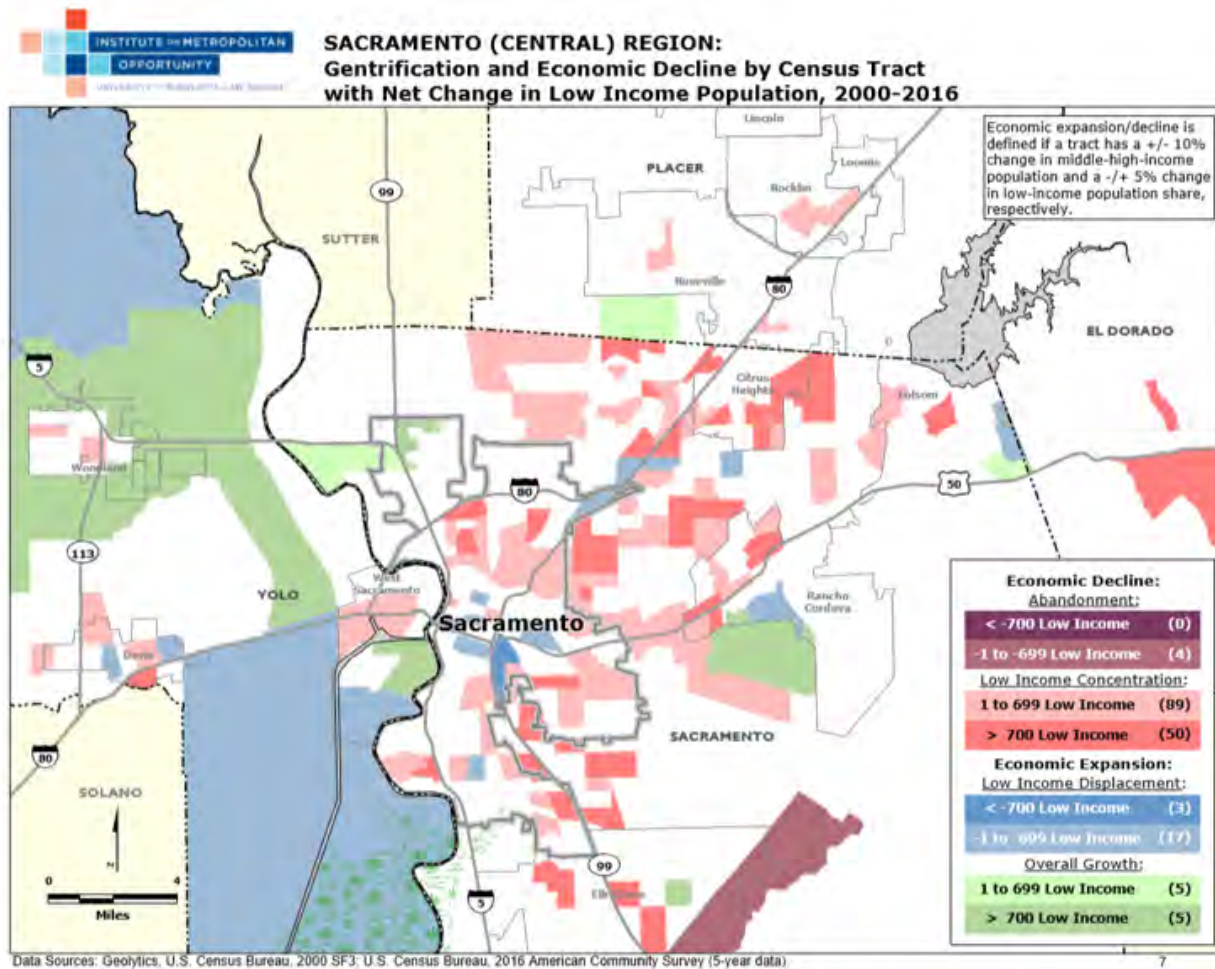 INSTITUTE ON METROPOLITAN
OPPORTUNITY
SACRAMENTO (CENTRAL) REGION:
Gentrification and Economic Decline by Census Tract
with Net Change in Low Income Population, 2000-2016
Economic expansion/decline is
defined if a tract has a +/- 10%
change in middle-high-income
population and a -/+ 5% change
in low-income population share,
respectively.
Lincoln
PLACER
Loomis
Rocklin
99
SUTTER
Roseville
80
EL DORADO
5
Citrus
Heights
Folsom
Woodland
80
50
113
West
Sacramento
YOLO
Rancho
Cordova
Sacramento
Davis
SACRAMENTO
80
SOLANO
N
99
0 4
Miles
5
Elk Grove
Economic Decline:
Abandonment:
< -700 Low Income (0)
-1 to -699 Low Income (4)
Low Income Concentration:
1 to 699 Low Income (89)
> 700 Low Income (50)
Economic Expansion:
Low Income Displacement:
< -700 Low Income (3)
-1 to -699 Low Income (17)
Overall Growth:
1 to 699 Low Income (5)
> 700 Low Income (5)
Data Sources: Geolytics, U.S. Census Bureau, 2000 SF3; U.S. Census Bureau, 2016 American Community Survey (5-year data)
7